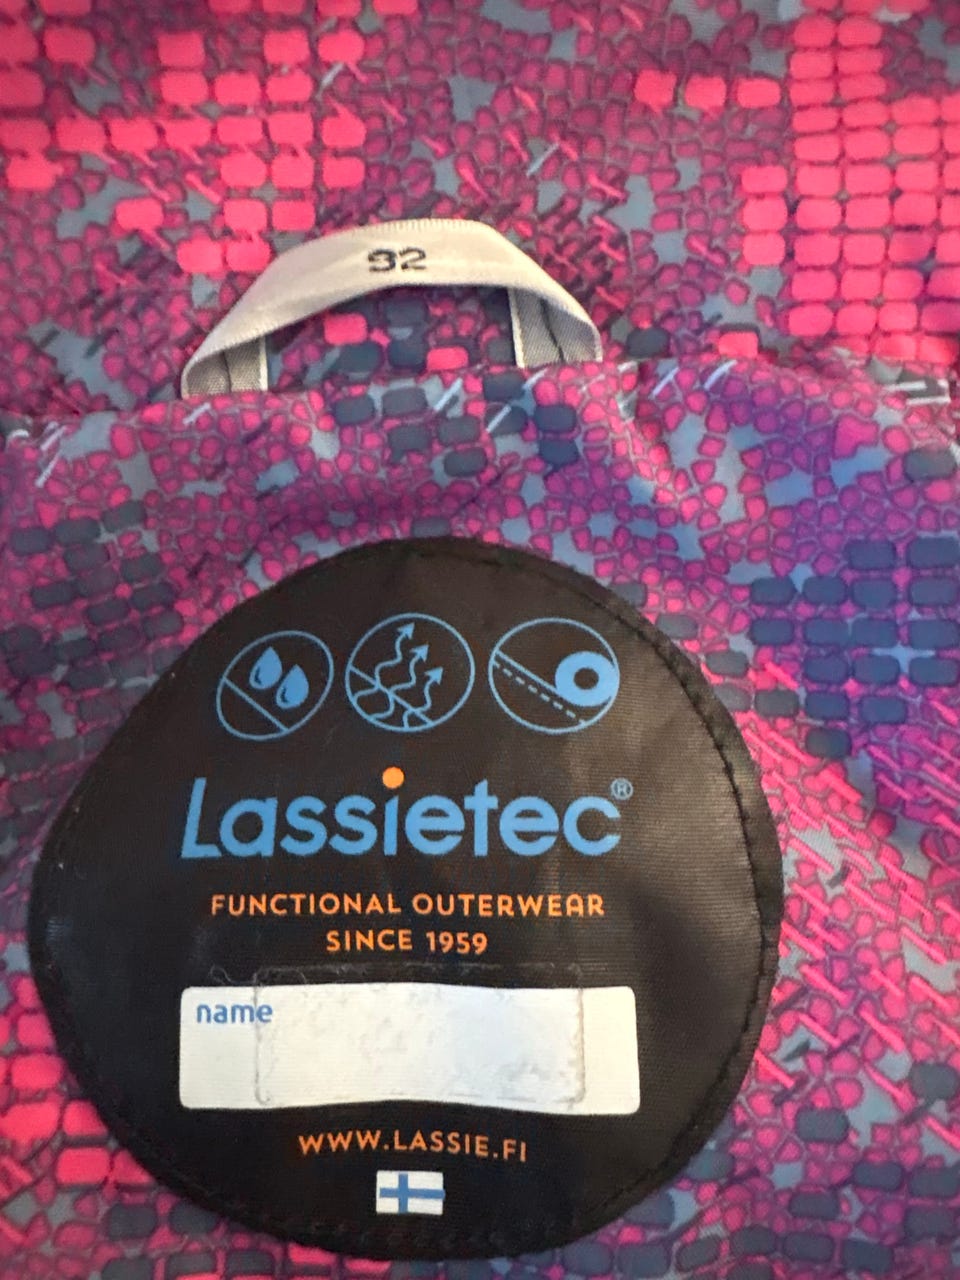 92
Lassietec®
FUNCTIONAL OUTERWEAR
SINCE 1959
name
WWW.LASSIE.FI